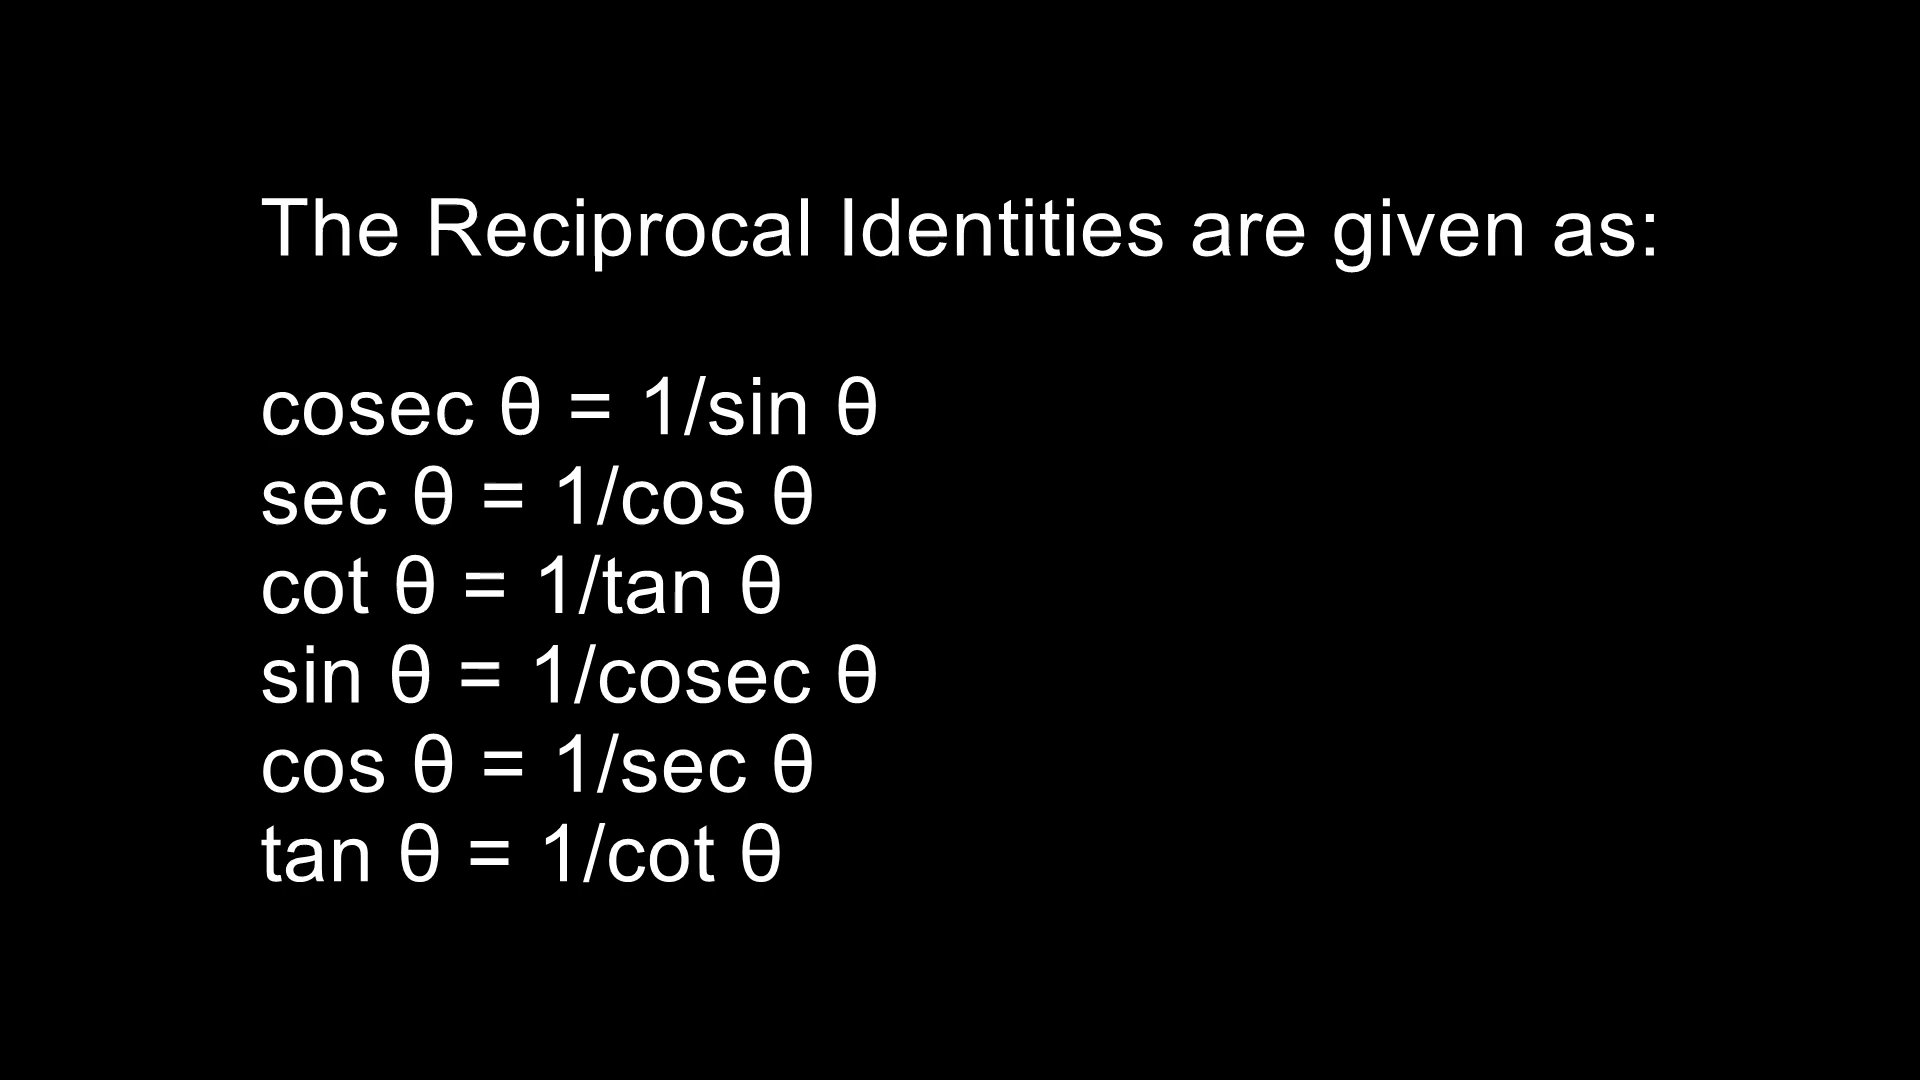 The Reciprocal Identities are given as:
cosec θ = 1/sin θ
sec θ = 1/cos θ
cot θ = 1/tan θ
sin θ = 1/cosec θ
cos θ = 1/sec θ
tan θ = 1/cot θ